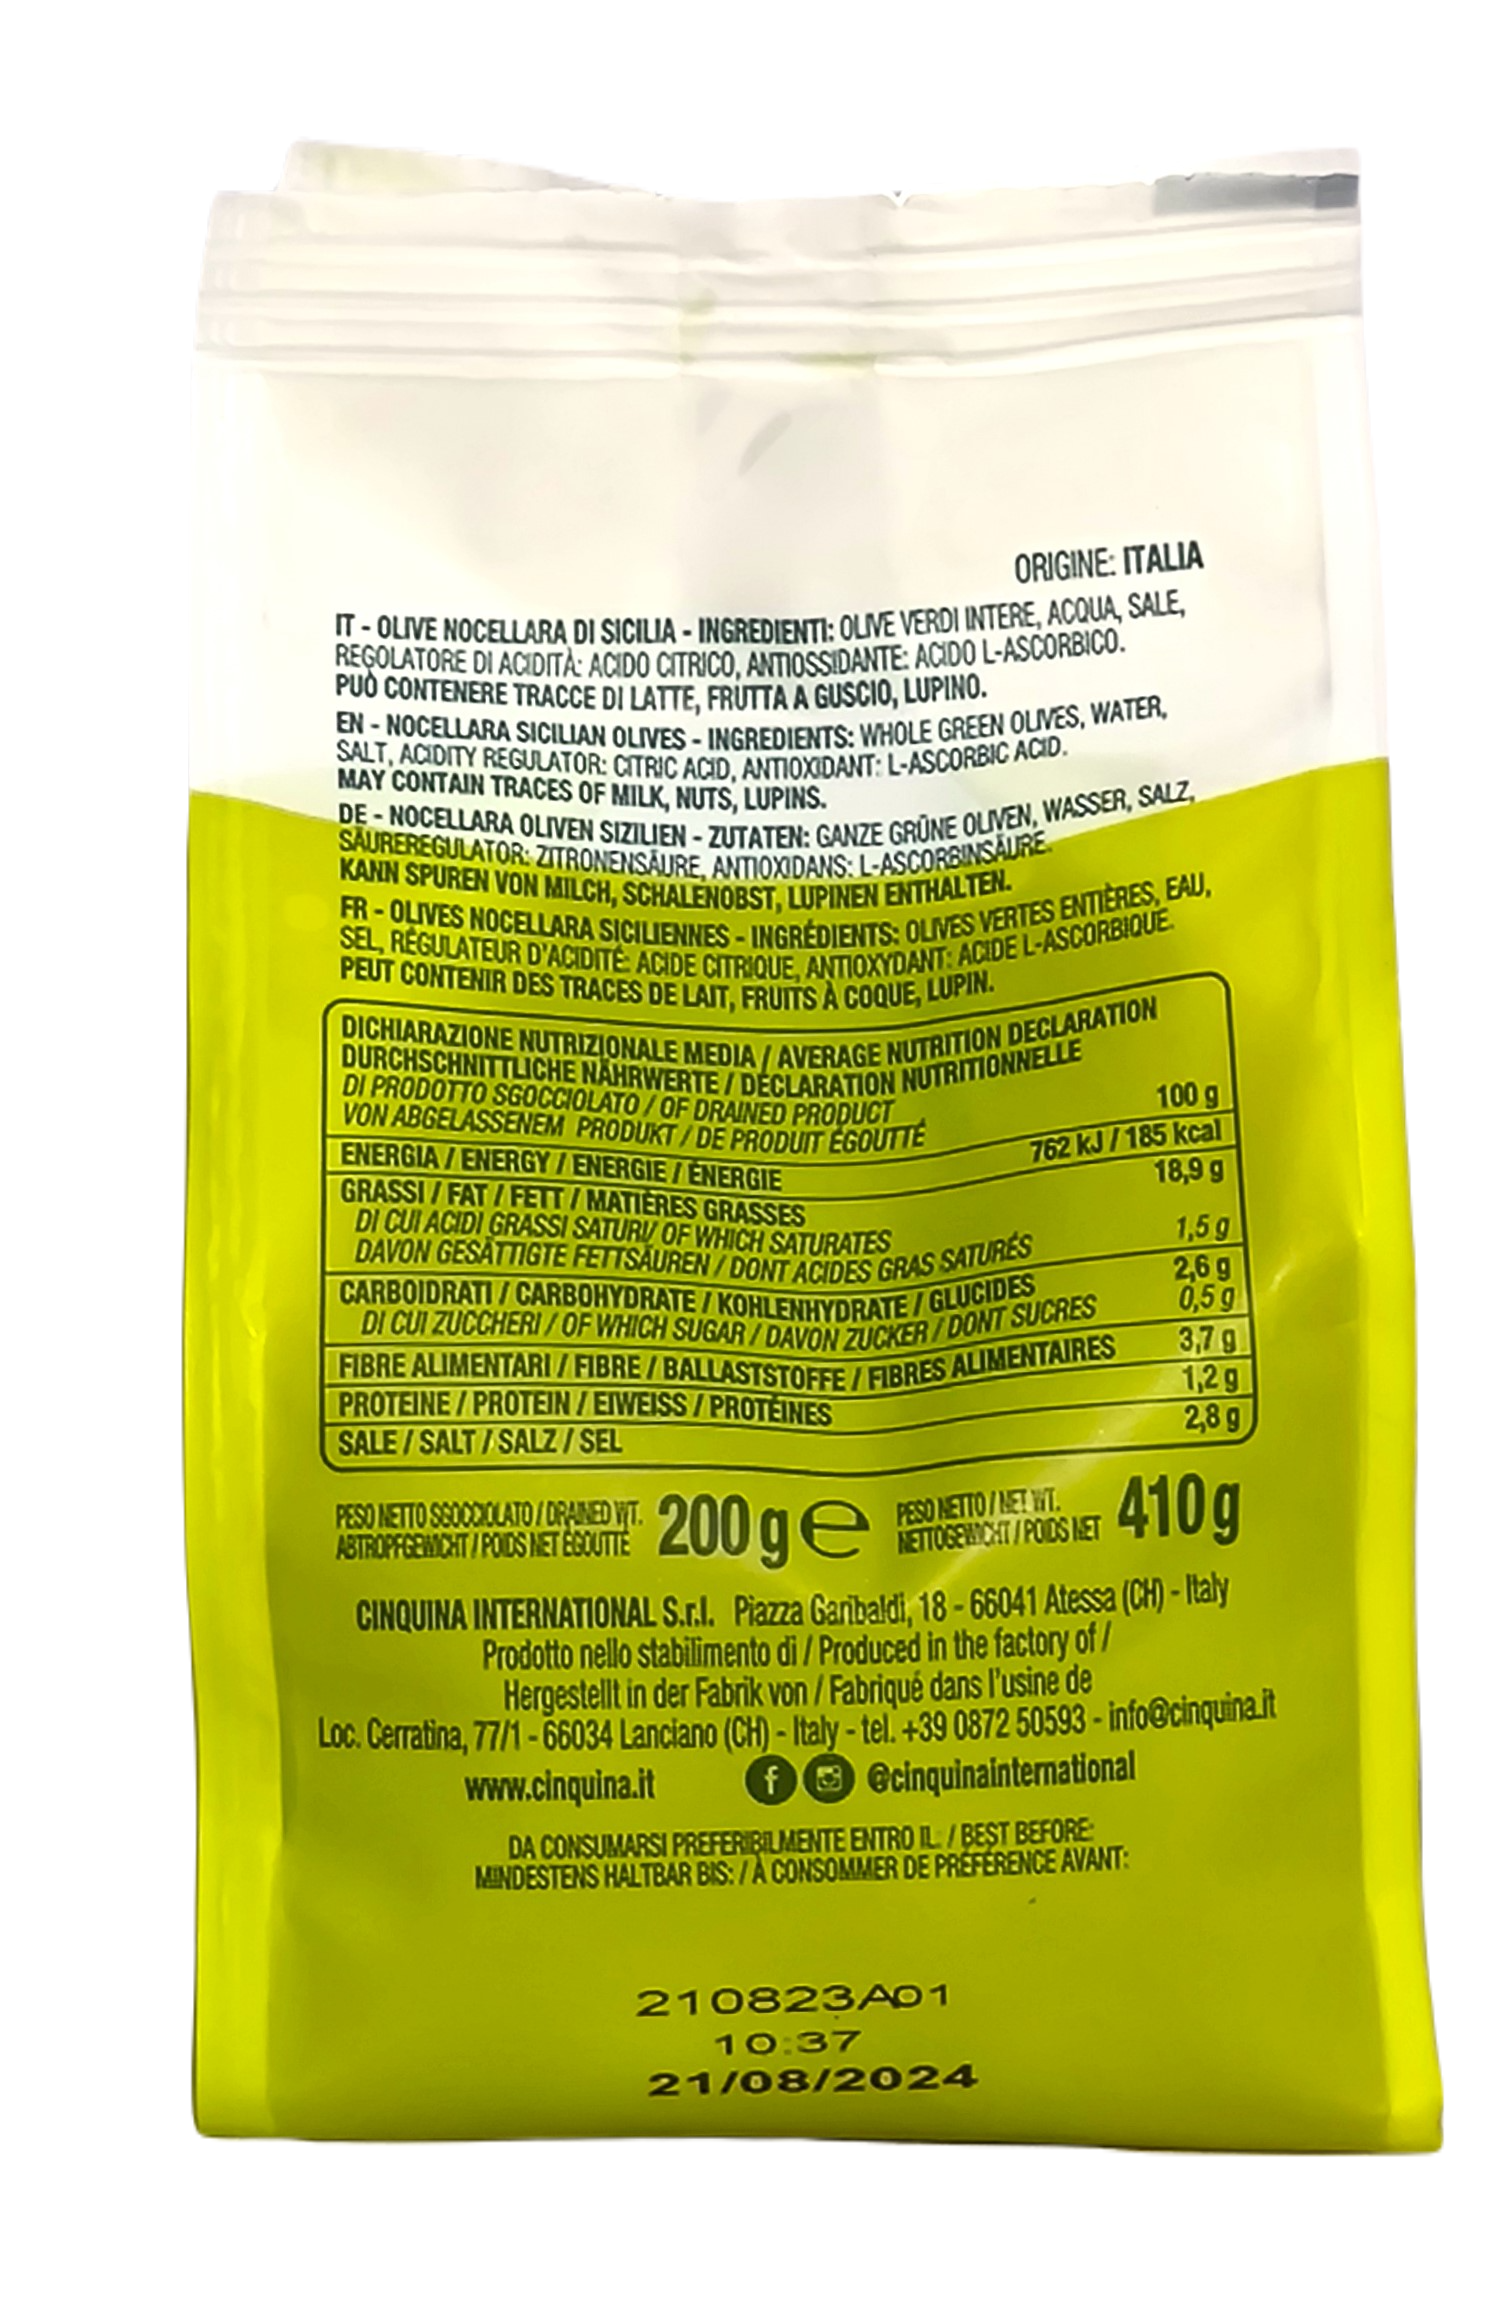 ORIGINE: ITALIA
IT - OLIVE NOCELLARA DI SICILIA - INGREDIENTI: OLIVE VERDI INTERE, ACQUA, SALE,
REGOLATORE DI ACIDITÀ: ACIDO CITRICO, ANTIOSSIDANTE: ACIDO L-ASCORBICO.
PUÒ CONTENERE TRACCE DI LATTE, FRUTTA A GUSCIO, LUPINO.
EN - NOCELLARA SICILIAN OLIVES - INGREDIENTS: WHOLE GREEN OLIVES, WATER,
SALT, ACIDITY REGULATOR: CITRIC ACID, ANTIOXIDANT: L-ASCORBIC ACID.
MAY CONTAIN TRACES OF MILK, NUTS, LUPINS.
DE - NOCELLARA OLIVEN SIZILIEN - ZUTATEN: GANZE GRÜNE OLIVEN, WASSER, SALZ,
SÄUREREGULATOR: ZITRONENSÄURE, ANTIOXIDANS: L-ASCORBINSÄURE.
KANN SPUREN VON MILCH, SCHALENOBST, LUPINEN ENTHALTEN.
FR - OLIVES NOCELLARA SICILIENNES - INGRÉDIENTS: OLIVES VERTES ENTIÈRES, EAU,
SEL, RÉGULATEUR D'ACIDITÉ: ACIDE CITRIQUE, ANTIOXYDANT: ACIDE L-ASCORBIQUE.
PEUT CONTENIR DES TRACES DE LAIT, FRUITS À COQUE, LUPIN.
DICHIARAZIONE NUTRIZIONALE MEDIA / AVERAGE NUTRITION DECLARATION
DURCHSCHNITTLICHE NÄHRWERTE / DÉCLARATION NUTRITIONNELLE
DI PRODOTTO SGOCCIOLATO / OF DRAINED PRODUCT
VON ABGELASSENEM PRODUKT / DE PRODUIT ÉGOUTTÉ 100 g
ENERGIA / ENERGY / ENERGIE / ÉNERGIE 762 kJ / 185 kcal
GRASSI / FAT / FETT / MATIÈRES GRASSES 18,9 g
DI CUI ACIDI GRASSI SATURI/ OF WHICH SATURATES
DAVON GESÄTTIGTE FETTSÄUREN / DONT ACIDES GRAS SATURÉS 1,5 g
CARBOIDRATI / CARBOHYDRATE / KOHLENHYDRATE / GLUCIDES 2,6 g
DI CUI ZUCCHERI / OF WHICH SUGAR / DAVON ZUCKER / DONT SUCRES 0,5 g
FIBRE ALIMENTARI / FIBRE / BALLASTSTOFFE / FIBRES ALIMENTAIRES 3,7 g
PROTEINE / PROTEIN / EIWEISS / PROTÉINES 1,2 g
SALE / SALT / SALZ / SEL 2,8 g
PESO NETTO SGOCCIOLATO / DRAINED WT.
ABTROPFGEWICHT / POIDS NET ÉGOUTTÉ 200 g e
PESO NETTO / NET WT.
NETTOGEWICHT / POIDS NET 410 g
CINQUINA INTERNATIONAL S.r.l. Piazza Garibaldi, 18 - 66041 Atessa (CH) - Italy
Prodotto nello stabilimento di / Produced in the factory of /
Hergestellt in der Fabrik von / Fabriqué dans l'usine de
Loc. Cerratina, 77/1 - 66034 Lanciano (CH) - Italy - tel. +39 0872 50593 - info@cinquina.it
www.cinquina.it f @cinquinainternational
DA CONSUMARSI PREFERIBILMENTE ENTRO IL: / BEST BEFORE:
MINDESTENS HALTBAR BIS: / À CONSOMMER DE PRÉFÉRENCE AVANT:
210823A01
10:37
21/08/2024